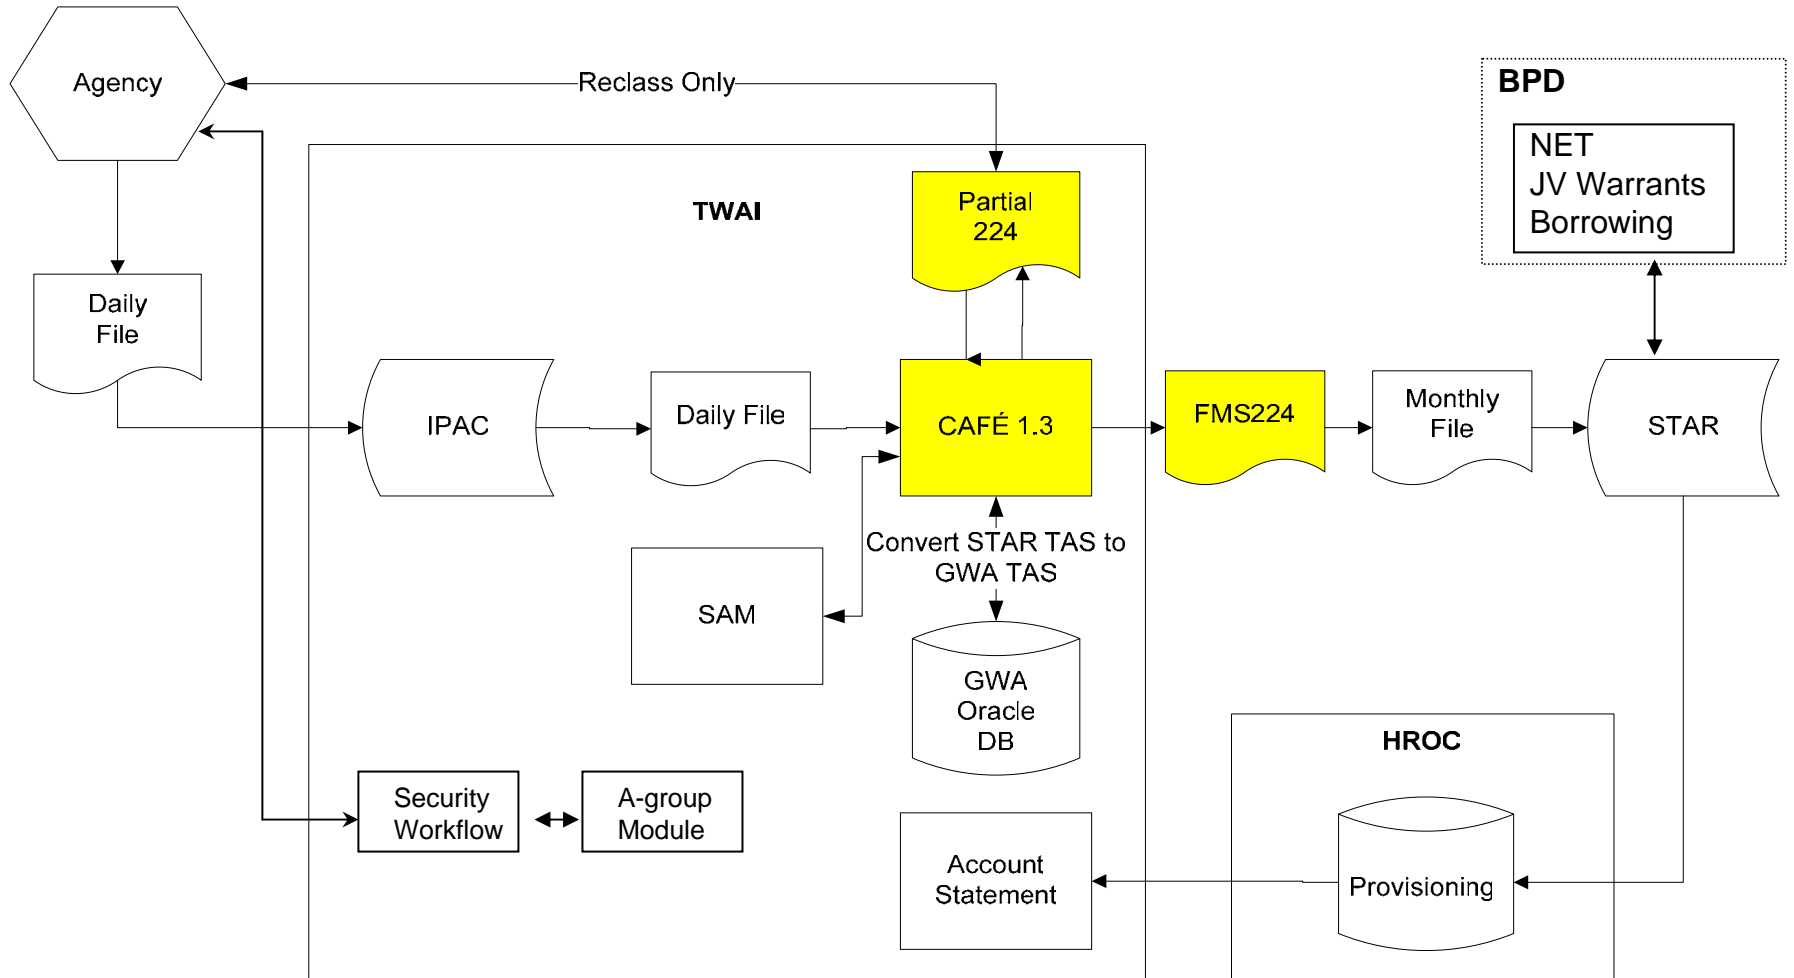 Agency
Reclass Only
BPD
NET
JV Warrants
Borrowing
TWAI
Partial
224
Daily
File
IPAC
Daily File
CAFÉ 1.3
FMS224
Monthly
File
STAR
Convert STAR TAS to
GWA TAS
SAM
GWA
Oracle
DB
HROC
Security
Workflow
A-group
Module
Account
Statement
Provisioning